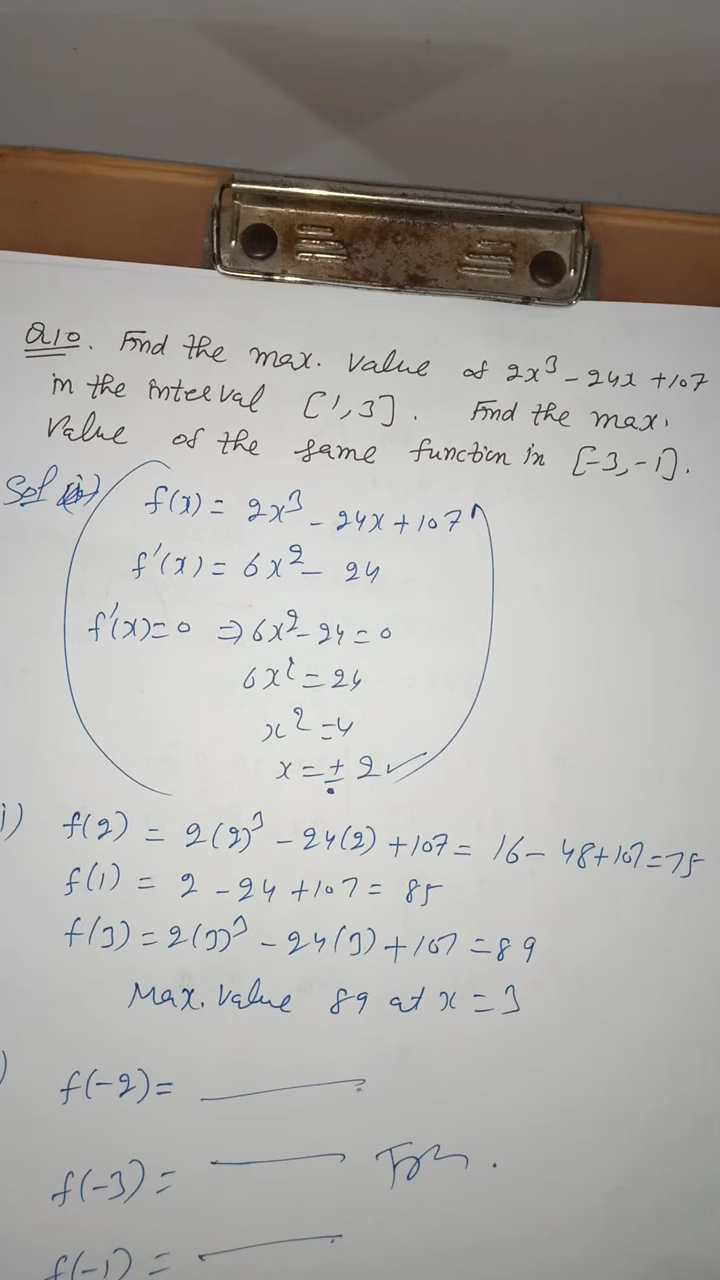 Q10. Find the max. value of 2x³ - 24x + 107
in the interval [1, 3]. Find the max.
Value of the same function in [-3, -1].
Sol f(x) = 2x³ - 24x + 107
f'(x) = 6x² - 24
f'(x) = 0 ⇒ 6x² - 24 = 0
6x² = 24
x² = 4
x = ± 2 ✓
i) f(2) = 2(2)³ - 24(2) + 107 = 16 - 48 + 107 = 75
f(1) = 2 - 24 + 107 = 85
f(3) = 2(3)³ - 24(3) + 107 = 89
Max. Value 89 at x = 3
) f(-2) =
f(-3) =
f(-1) =